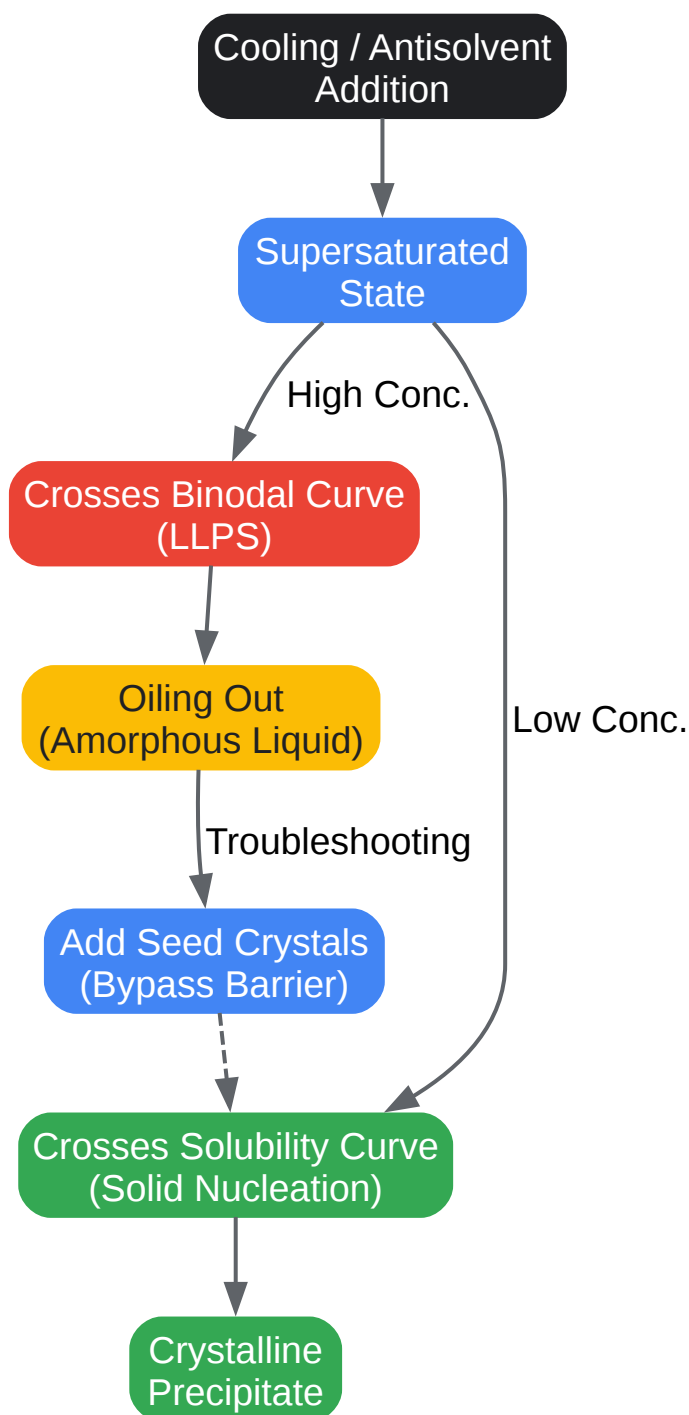 Cooling / Antisolvent
Addition
Supersaturated
State
High Conc.
Crosses Binodal Curve
(LLPS)
Oiling Out
(Amorphous Liquid)
Low Conc.
Troubleshooting
Add Seed Crystals
(Bypass Barrier)
Crosses Solubility Curve
(Solid Nucleation)
Crystalline
Precipitate